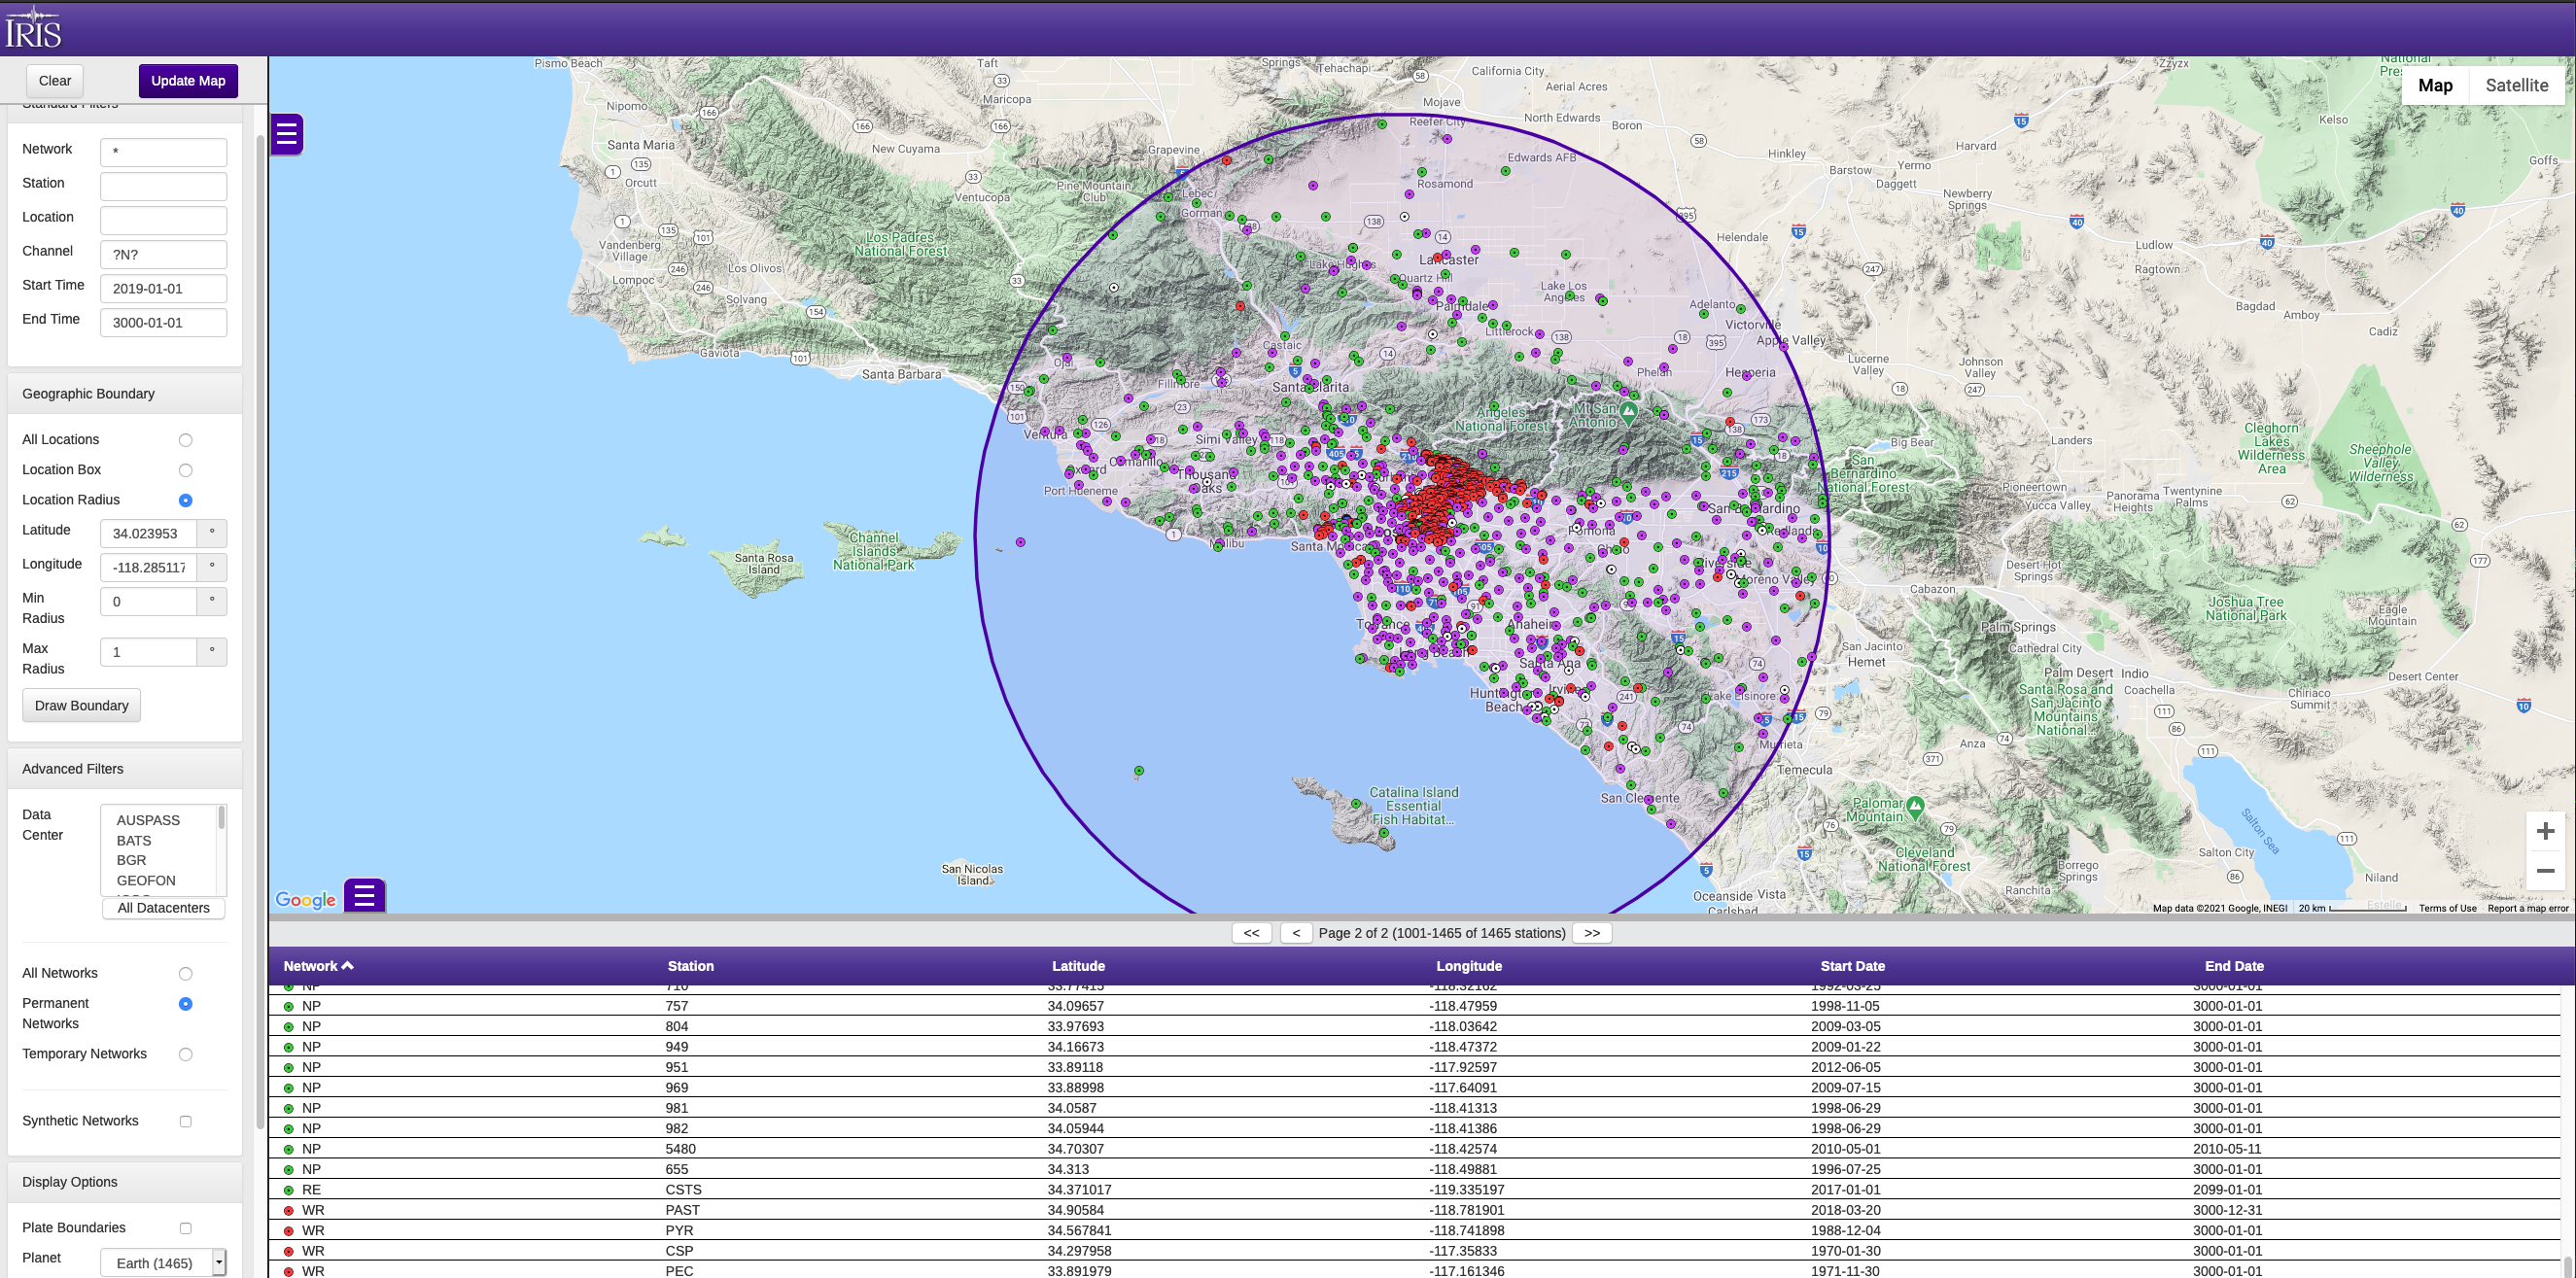 IRIS
Clear
Update Map
Standard Filters
Network *
Station
Location
Channel ?N?
Start Time 2019-01-01
End Time 3000-01-01
Geographic Boundary
All Locations
Location Box
Location Radius
Latitude 34.023953 °
Longitude -118.285117 °
Min Radius 0 °
Max Radius 1 °
Draw Boundary
Advanced Filters
Data Center
AUSPASS
BATS
BGR
GEOFON
All Datacenters
All Networks
Permanent Networks
Temporary Networks
Synthetic Networks
Display Options
Plate Boundaries
Planet Earth (1465)
Map Satellite
Pismo Beach
Taft
Springs
Tehachapi
California City
Zzyzx
Nipomo
Maricopa
Mojave
Aerial Acres
Reefer City
North Edwards
Boron
Kelso
Santa Maria
New Cuyama
Grapevine
Edwards AFB
Hinkley
Harvard
Yermo
Barstow
Daggett
Goffs
Orcutt
Pine Mountain Club
Ventucopa
Lebec
Gorman
Rosamond
Newberry Springs
Vandenberg Village
Los Padres National Forest
Helendale
Ludlow
Ragtown
Lompoc
Los Olivos
Solvang
Lake Hughes
Lancaster
Quartz Hill
Lake Los Angeles
Palmdale
Littlerock
Adelanto
Victorville
Apple Valley
Bagdad
Amboy
Cadiz
Gaviota
Santa Barbara
Ojai
Castaic
Fillmore
Santa Clarita
Phelan
Hesperia
Lucerne Valley
Johnson Valley
Ventura
Simi Valley
Angeles National Forest
Mt San Antonio
Big Bear
Landers
Cleghorn Lakes Wilderness Area
Sheephole Valley Wilderness
Oxnard
Camarillo
Thousand Oaks
Port Hueneme
San Bernardino National Forest
Pioneertown
Yucca Valley
Panorama Heights
Twentynine Palms
San Bernardino
Malibu
Santa Monica
Pomona
Redlands
Riverside
Moreno Valley
Channel Islands National Park
Santa Rosa Island
Desert Hot Springs
Cabazon
Joshua Tree National Park
Eagle Mountain
Torrance
Anaheim
Long Beach
Santa Ana
Palm Springs
San Jacinto
Hemet
Cathedral City
Palm Desert
Indio
Coachella
Desert Center
Huntington Beach
Irvine
Lake Elsinore
Santa Rosa and San Jacinto Mountains National...
Chiriaco Summit
Murrieta
Anza
Temecula
Catalina Island Essential Fish Habitat...
San Clemente
Palomar Mountain
Salton Sea
San Nicolas Island
Cleveland National Forest
Borrego Springs
Salton City
Niland
Ranchita
Oceanside
Vista
Carlsbad
Estelle
Google
Map data ©2021 Google, INEGI 20 km Terms of Use Report a map error
<< < Page 2 of 2 (1001-1465 of 1465 stations) >>
Network Station Latitude Longitude Start Date End Date
NP 710 33.77415 -118.32162 1992-03-25 3000-01-01
NP 757 34.09657 -118.47959 1998-11-05 3000-01-01
NP 804 33.97693 -118.03642 2009-03-05 3000-01-01
NP 949 34.16673 -118.47372 2009-01-22 3000-01-01
NP 951 33.89118 -117.92597 2012-06-05 3000-01-01
NP 969 33.88998 -117.64091 2009-07-15 3000-01-01
NP 981 34.0587 -118.41313 1998-06-29 3000-01-01
NP 982 34.05944 -118.41386 1998-06-29 3000-01-01
NP 5480 34.70307 -118.42574 2010-05-01 2010-05-11
NP 655 34.313 -118.49881 1996-07-25 3000-01-01
RE CSTS 34.371017 -119.335197 2017-01-01 2099-01-01
WR PAST 34.90584 -118.781901 2018-03-20 3000-12-31
WR PYR 34.567841 -118.741898 1988-12-04 3000-01-01
WR CSP 34.297958 -117.35833 1970-01-30 3000-01-01
WR PEC 33.891979 -117.161346 1971-11-30 3000-01-01